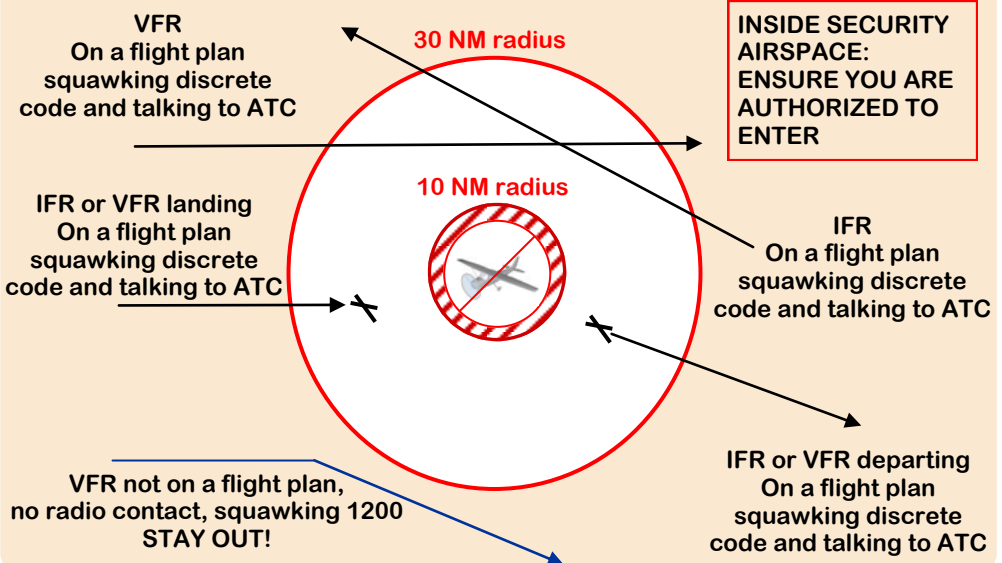 VFR
On a flight plan
squawking discrete
code and talking to ATC
30 NM radius
INSIDE SECURITY
AIRSPACE:
ENSURE YOU ARE
AUTHORIZED TO
ENTER
IFR or VFR landing
On a flight plan
squawking discrete
code and talking to ATC
10 NM radius
IFR
On a flight plan
squawking discrete
code and talking to ATC
VFR not on a flight plan,
no radio contact, squawking 1200
STAY OUT!
IFR or VFR departing
On a flight plan
squawking discrete
code and talking to ATC